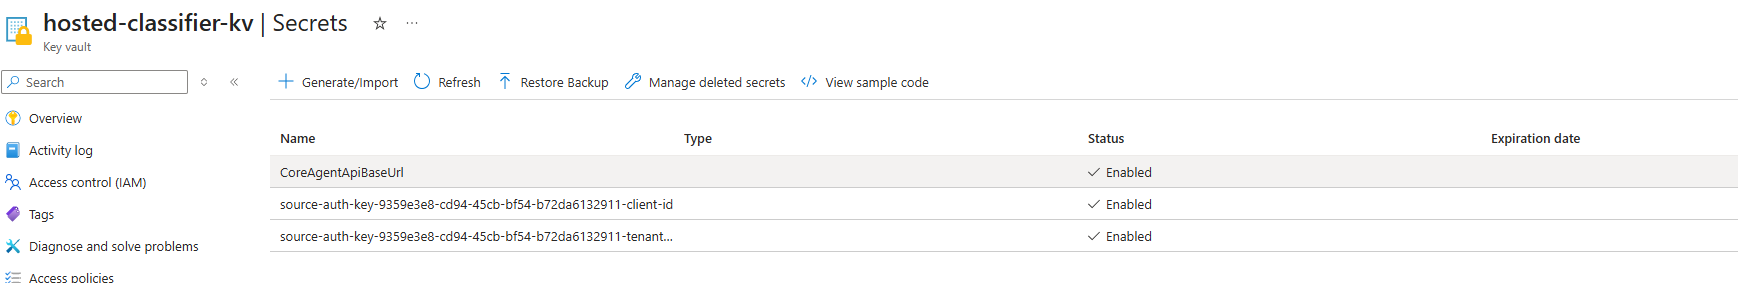 hosted-classifier-kv | Secrets
Key vault
Search
Generate/Import Refresh Restore Backup Manage deleted secrets View sample code
Overview
Activity log
Access control (IAM)
Tags
Diagnose and solve problems
Access policies
Name Type Status Expiration date
CoreAgentApiBaseUrl Enabled
source-auth-key-9359e3e8-cd94-45cb-bf54-b72da6132911-client-id Enabled
source-auth-key-9359e3e8-cd94-45cb-bf54-b72da6132911-tenant... Enabled